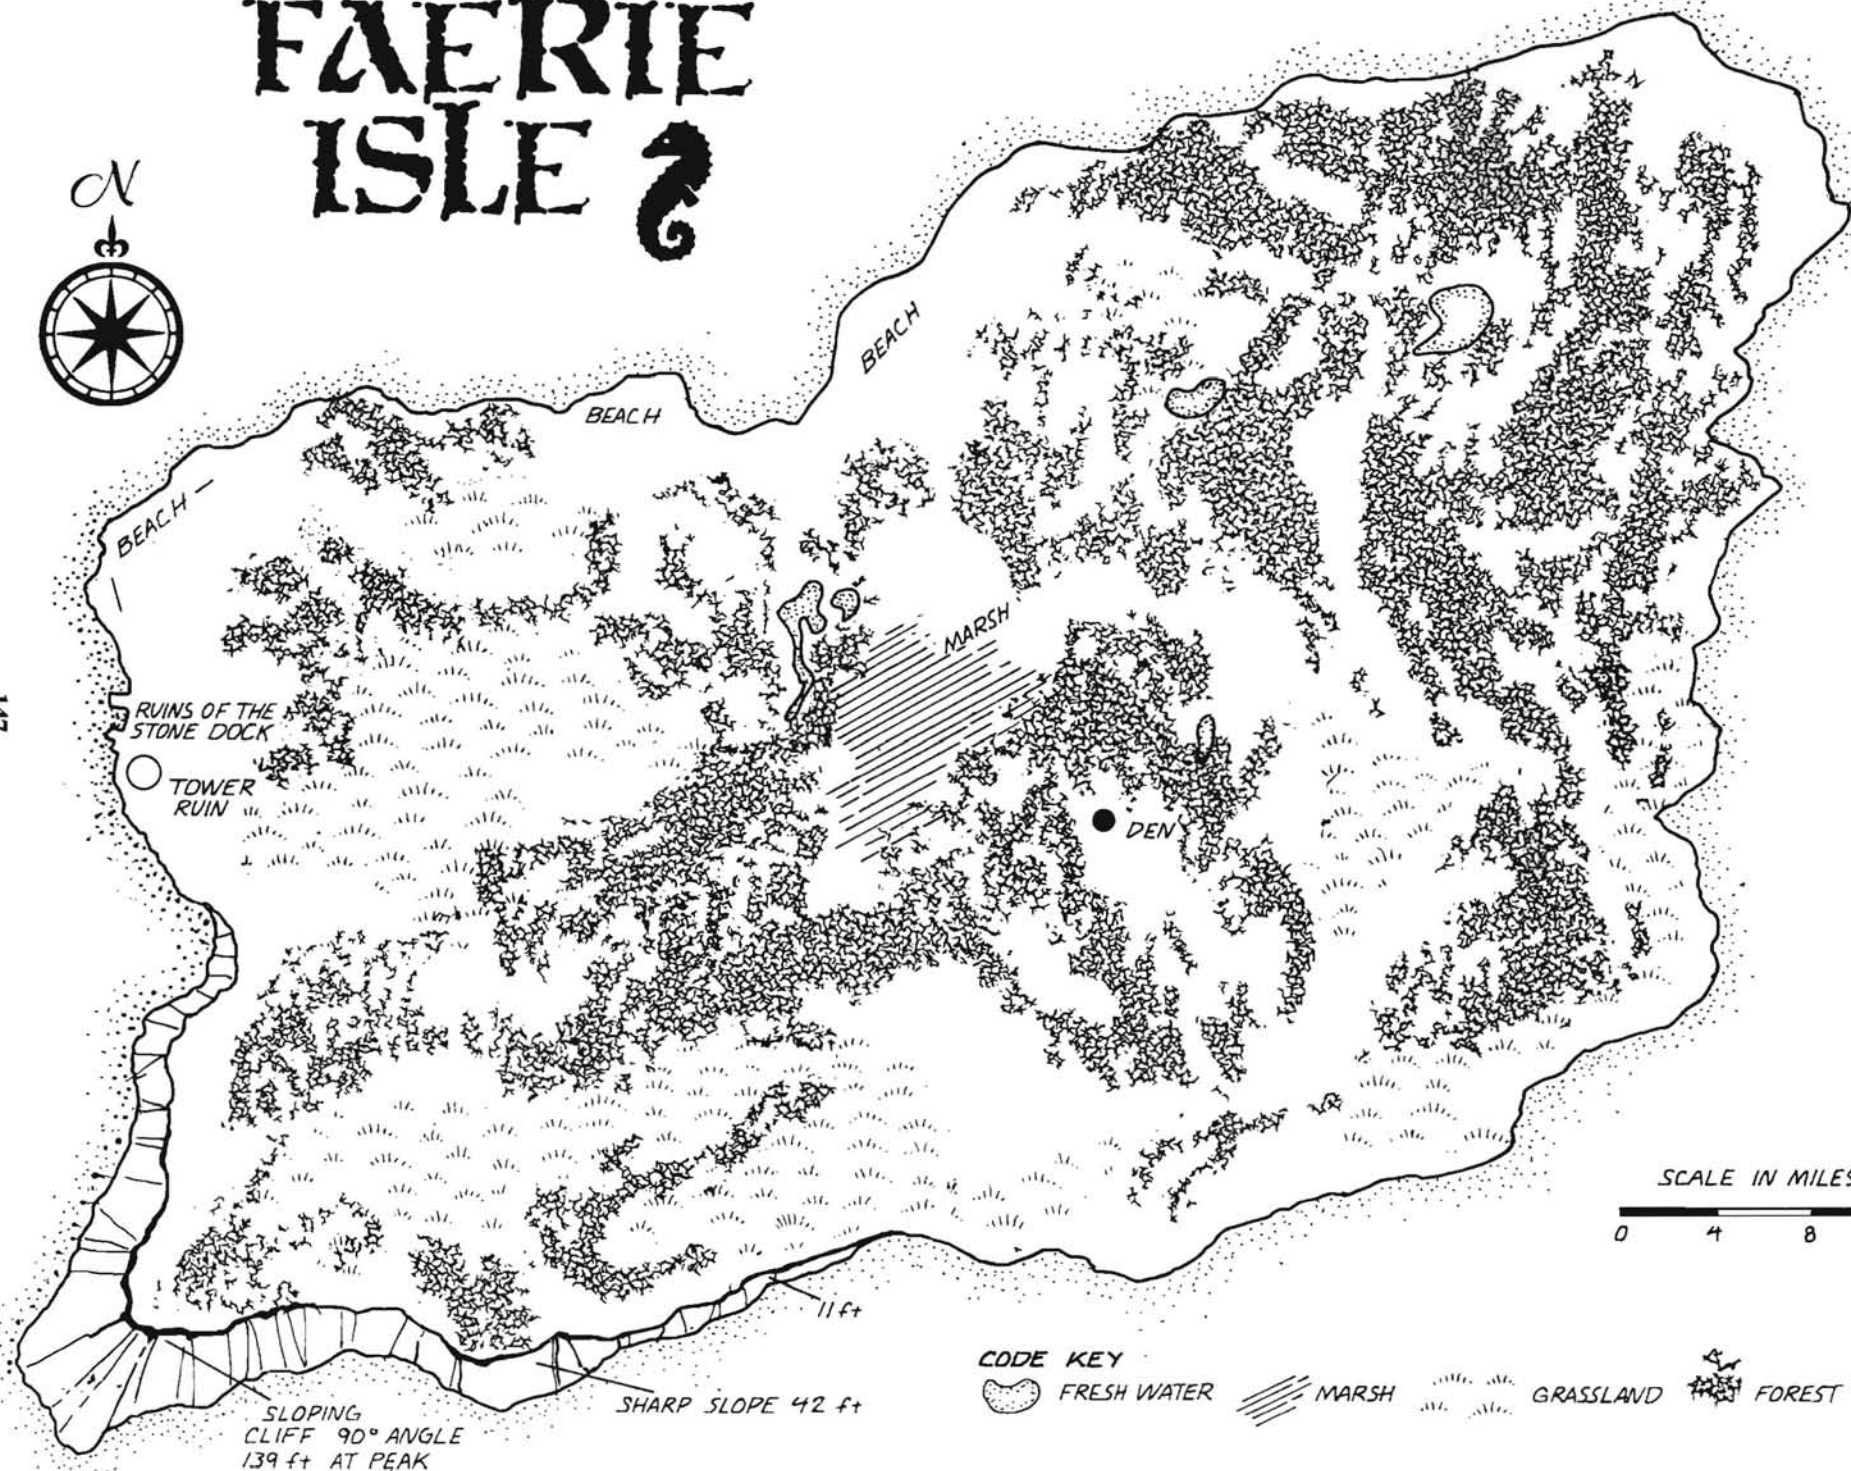 FAERIE
ISLE
N
BEACH
BEACH
BEACH
MARSH
RUINS OF THE
STONE DOCK
TOWER
RUIN
DEN
147
SCALE IN MILES
0 4 8
11 ft
SHARP SLOPE 42 ft
SLOPING
CLIFF 90° ANGLE
139 ft AT PEAK
CODE KEY
FRESH WATER
MARSH
GRASSLAND
FOREST